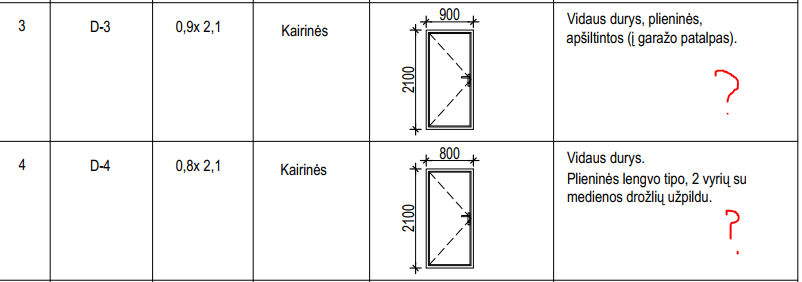 3 D-3 0,9x 2,1 Kairinės 900 2100 Vidaus durys, plieninės,
apšiltintos (į garažo patalpas).
?
4 D-4 0,8x 2,1 Kairinės 800 2100 Vidaus durys.
Plieninės lengvo tipo, 2 vyrių su
medienos drožlių užpildu.
?